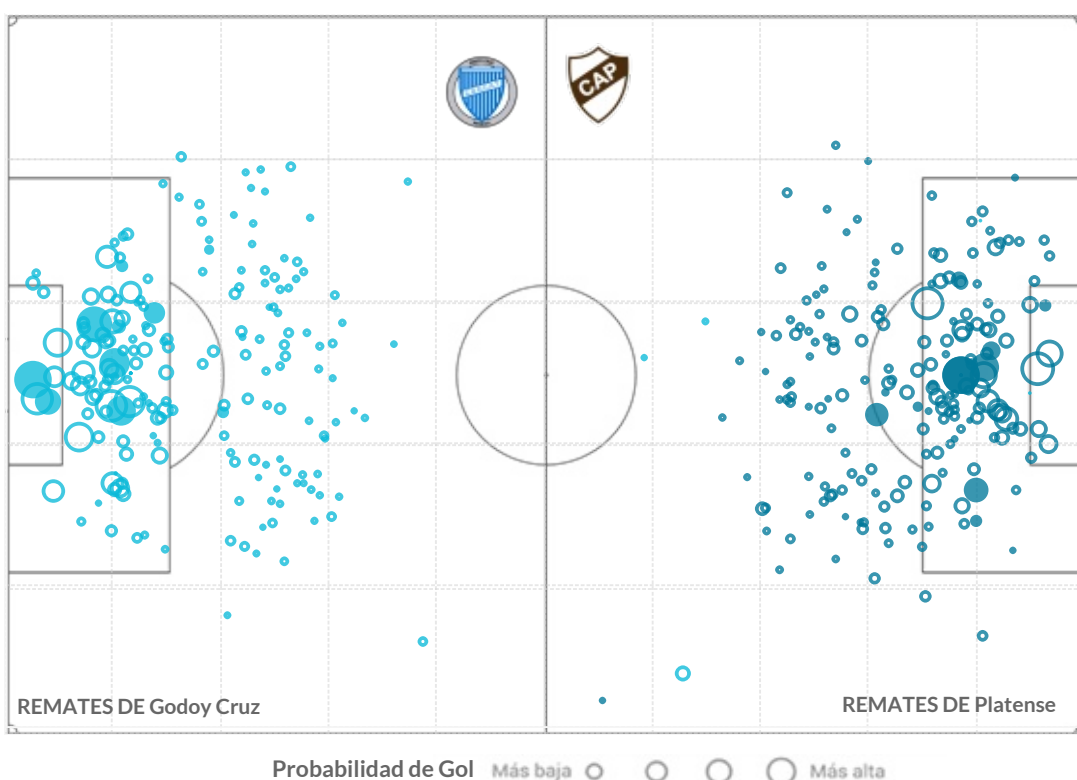 CAP
REMATES DE Godoy Cruz
REMATES DE Platense
Probabilidad de Gol Más baja Más alta